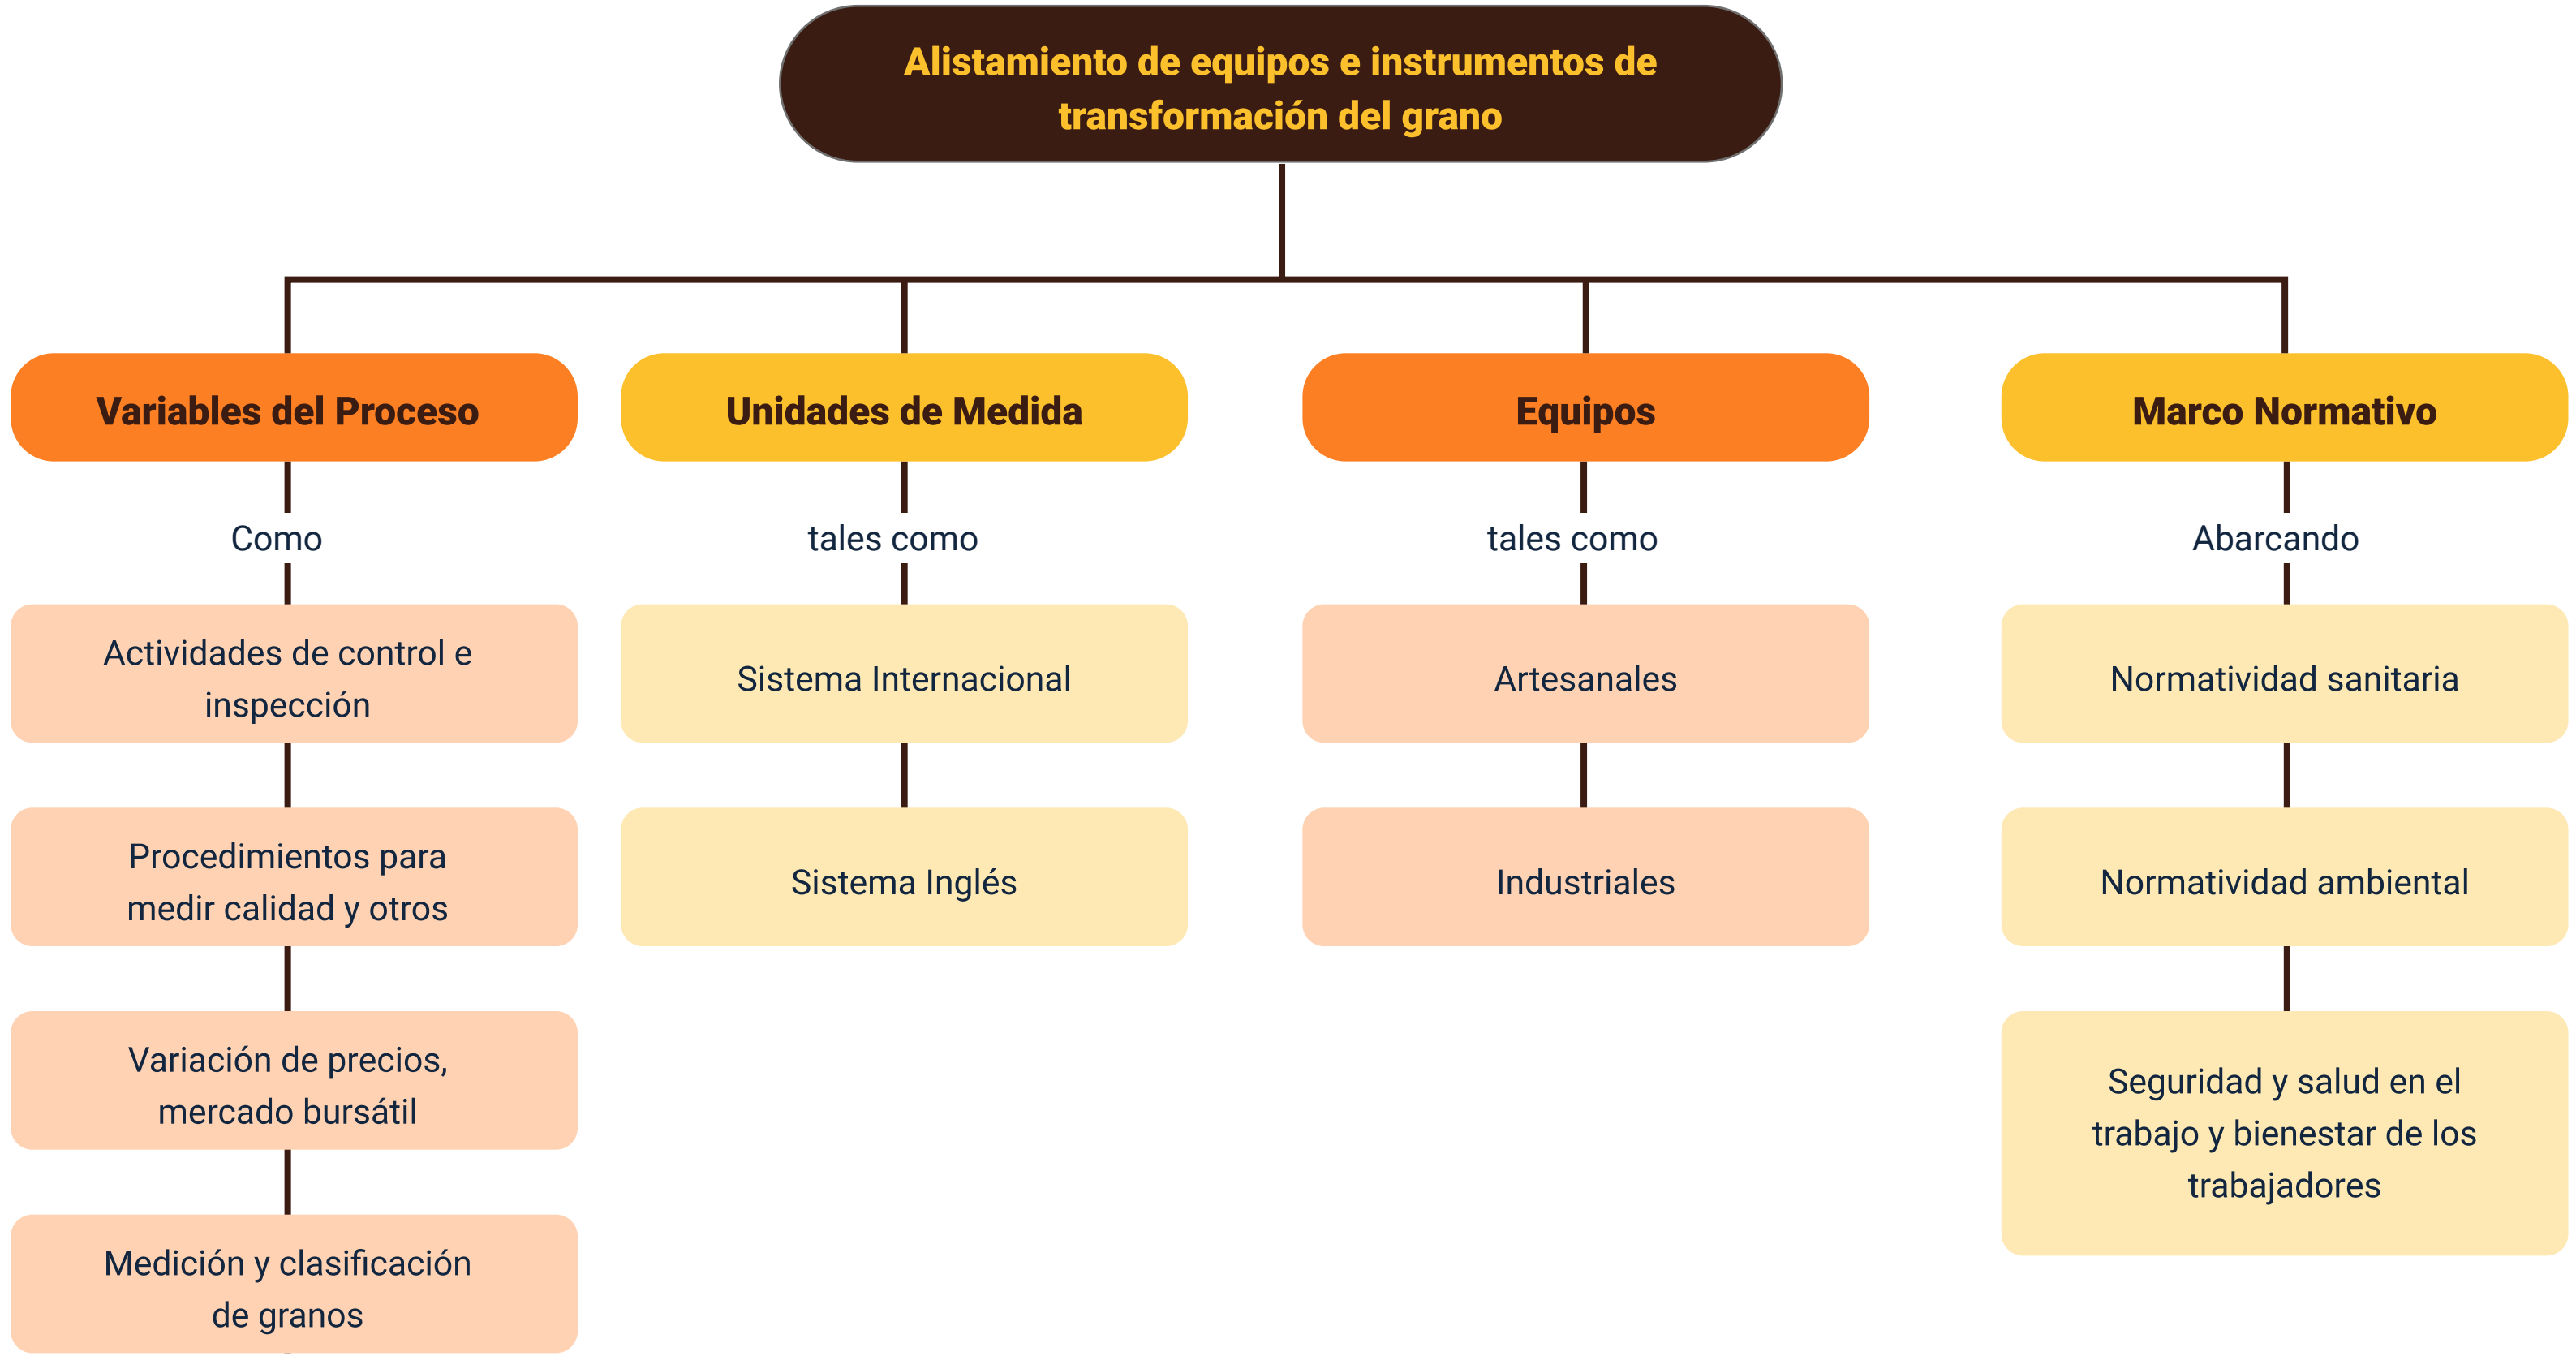 Alistamiento de equipos e instrumentos de
transformación del grano
Variables del Proceso
Como
Actividades de control e
inspección
Procedimientos para
medir calidad y otros
Variación de precios,
mercado bursátil
Medición y clasificación
de granos
Unidades de Medida
tales como
Sistema Internacional
Sistema Inglés
Equipos
tales como
Artesanales
Industriales
Marco Normativo
Abarcando
Normatividad sanitaria
Normatividad ambiental
Seguridad y salud en el
trabajo y bienestar de los
trabajadores